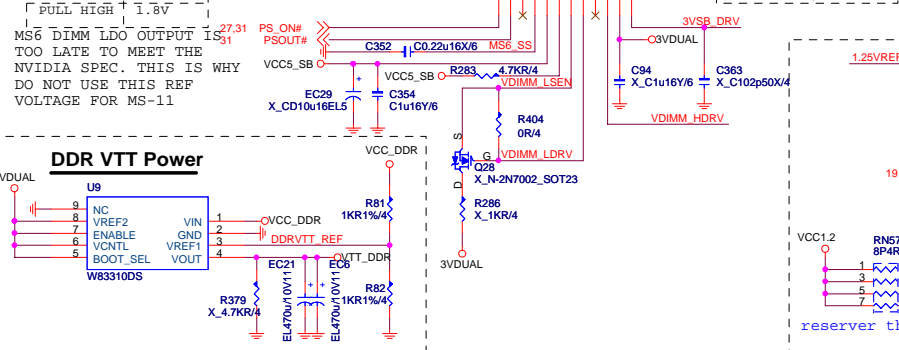 PULL HIGH 1.8V
MS6 DIMM LDO OUTPUT IS
TOO LATE TO MEET THE
NVIDIA SPEC. THIS IS WHY
DO NOT USE THIS REF
VOLTAGE FOR MS-11
27,31 PS_ON#
31 PSOUT#
C352 C0.22u16X/6 MS6_SS
VCC5_SB
EC29
X_CD10u16EL5
C354
C1u16Y/6
VCC5_SB R283 4.7KR/4
VDIMM_LSEN
R404
0R/4
VDIMM_LDRV
S
G
D
Q28
X_N-2N7002_SOT23
R286
X_1KR/4
3VDUAL
3VSB_DRV
3VDUAL
C94
X_C1u16Y/6
C363
X_C102p50X/4
VDIMM_HDRV
1.25VREF
19
VCC1.2
RN57
8P4R
1
3
5
7
reserver th
DDR VTT Power
VDUAL
U9
9 NC
8 VREF2
7 ENABLE
6 VCNTL
5 BOOT_SEL
VIN 1
GND 2
VREF1 3
VOUT 4
W83310DS
VCC_DDR
DDRVTT_REF
VTT_DDR
VCC_DDR
R81
1KR1%/4
R82
1KR1%/4
R379
X_4.7KR/4
EC21
EL470u/10V11
EC6
EL470u/10V11